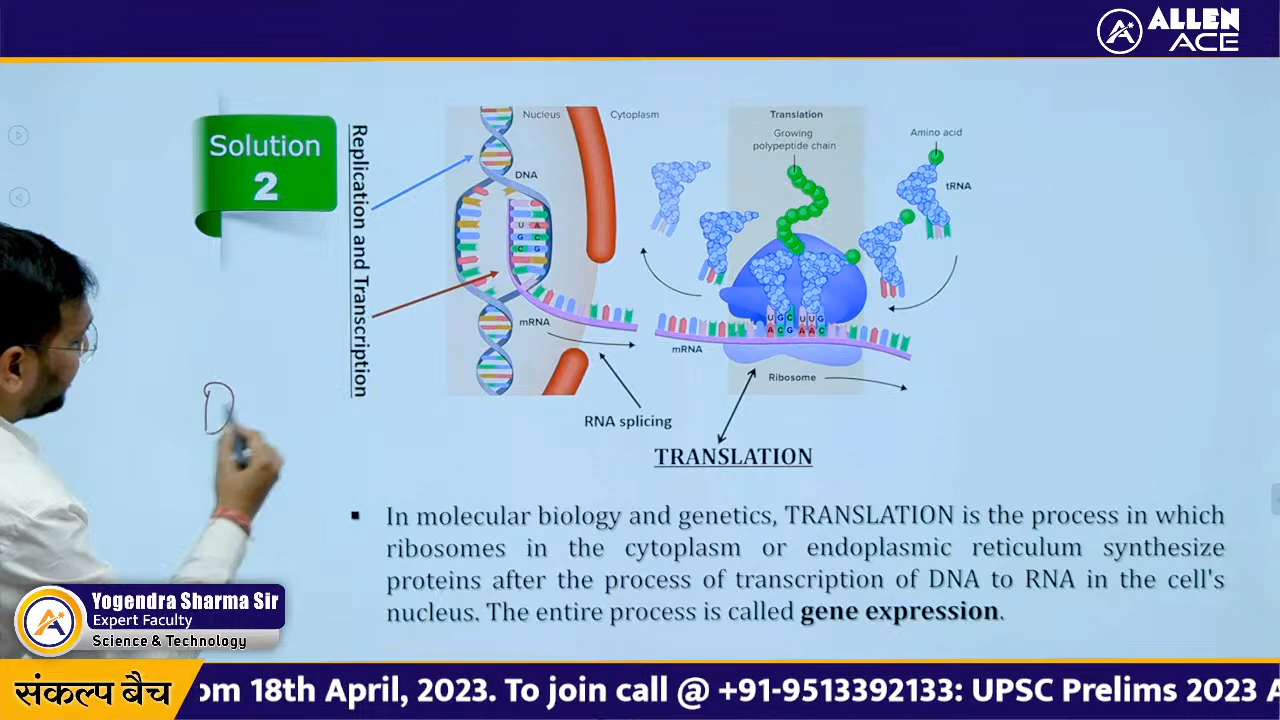 ALLEN
ACE
Solution
2
Replication and Transcription
Nucleus
Cytoplasm
DNA
U A
G C
C G
mRNA
Translation
Growing
polypeptide chain
Amino acid
tRNA
U G C U U G
A C G A A C
mRNA
Ribosome
RNA splicing
TRANSLATION
D
▪ In molecular biology and genetics, TRANSLATION is the process in which
ribosomes in the cytoplasm or endoplasmic reticulum synthesize
proteins after the process of transcription of DNA to RNA in the cell's
nucleus. The entire process is called gene expression.
Yogendra Sharma Sir
Expert Faculty
Science & Technology
संकल्प बैच
om 18th April, 2023. To join call @ +91-9513392133: UPSC Prelims 2023 A